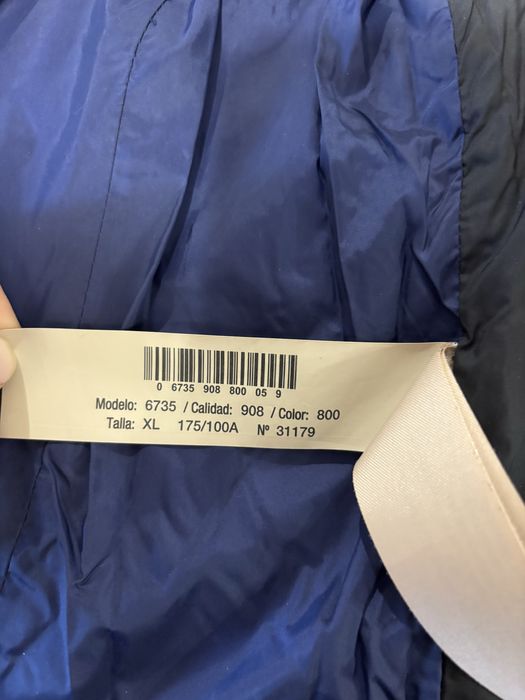 0 6735 908 800 05 9
Modelo: 6735 / Calidad: 908 / Color: 800
Talla: XL 175/100A Nº 31179